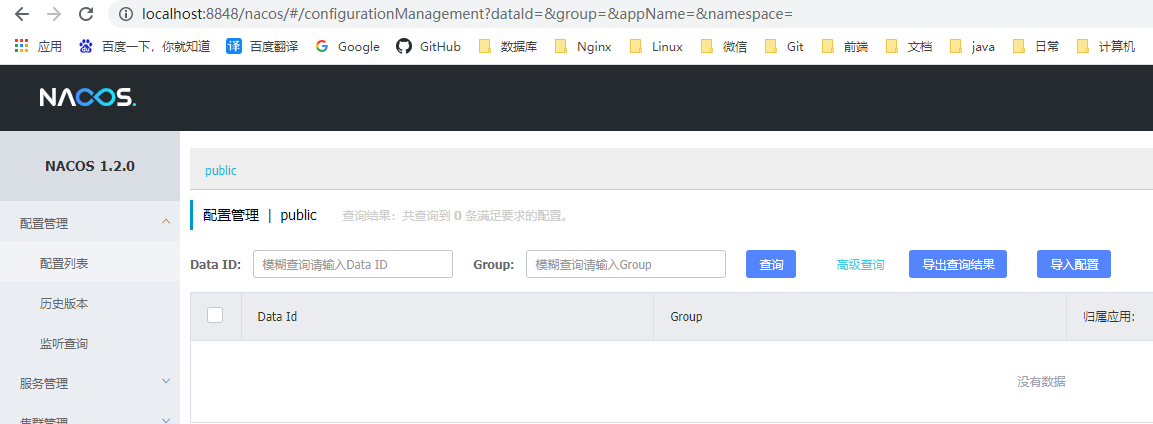 localhost:8848/nacos/#/configurationManagement?dataId=&group=&appName=&namespace=
应用 百度一下,你就知道 百度翻译 Google GitHub 数据库 Nginx Linux 微信 Git 前端 文档 java 日常 计算机
NACOS.
NACOS 1.2.0
public
配置管理
配置管理 | public 查询结果:共查询到 0 条满足要求的配置。
配置列表
Data ID: 模糊查询请输入Data ID Group: 模糊查询请输入Group 查询 高级查询 导出查询结果 导入配置
历史版本
Data Id Group 归属应用:
监听查询
服务管理
没有数据
集群管理